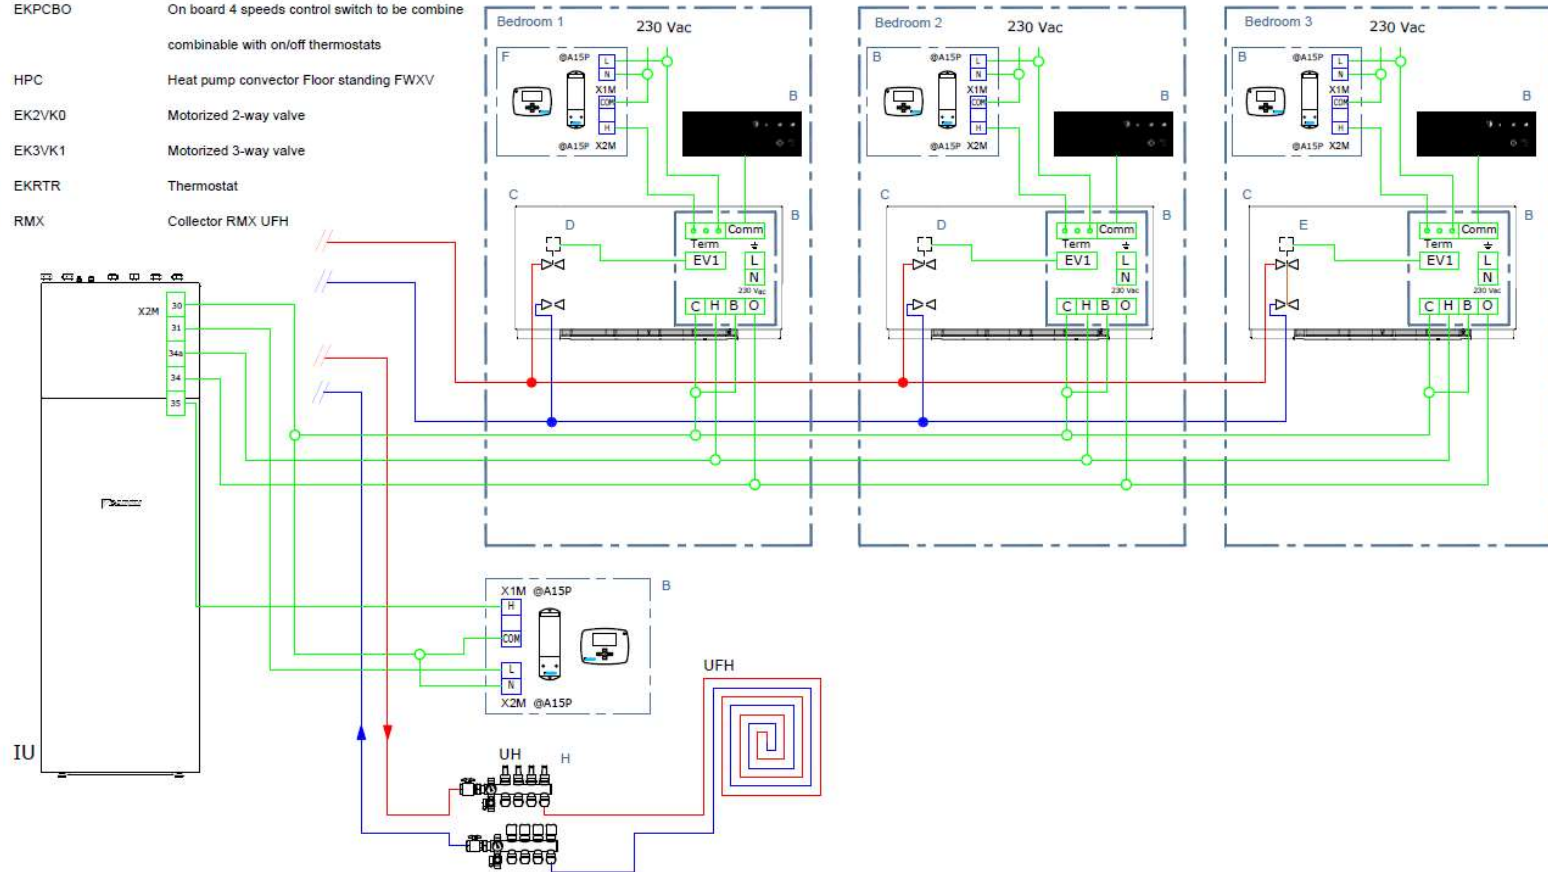 EKPCBO On board 4 speeds control switch to be combine
combinable with on/off thermostats
HPC Heat pump convector Floor standing FWXV
EK2VK0 Motorized 2-way valve
EK3VK1 Motorized 3-way valve
EKRTR Thermostat
RMX Collector RMX UFH
Bedroom 1
230 Vac
F
@A15P
L
N
X1M
COM
H
@A15P X2M
B
C
D
B
Comm
Term
EV1
L
N
230 Vac
C H B O
Bedroom 2
230 Vac
B
@A15P
L
N
X1M
COM
H
@A15P X2M
B
C
D
B
Comm
Term
EV1
L
N
230 Vac
C H B O
Bedroom 3
230 Vac
B
@A15P
L
N
X1M
COM
H
@A15P X2M
B
C
E
B
Comm
Term
EV1
L
N
230 Vac
C H B O
X2M
30
31
34a
34
35
IU
B
X1M @A15P
H
COM
L
N
X2M @A15P
UFH
UH
H